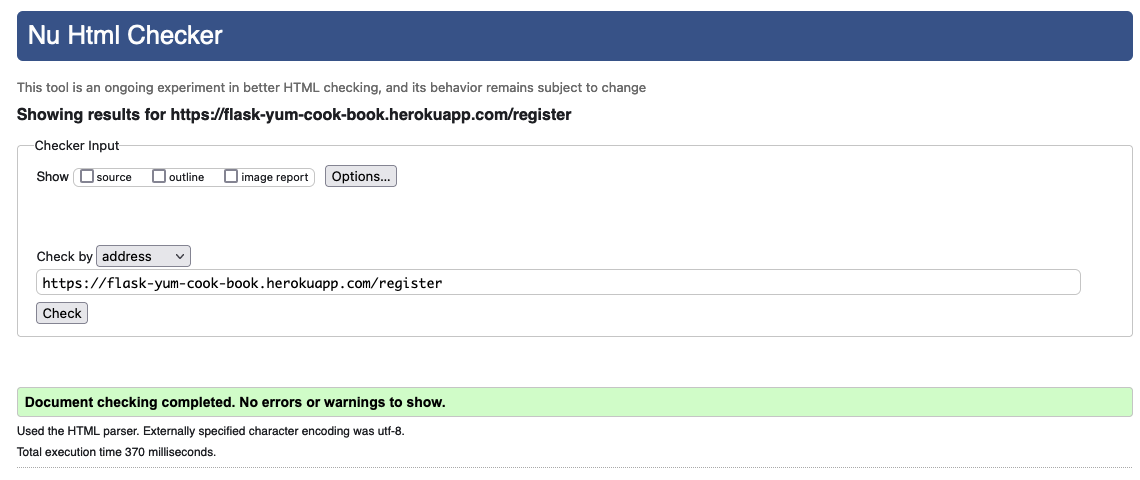 Nu Html Checker
This tool is an ongoing experiment in better HTML checking, and its behavior remains subject to change
Showing results for https://flask-yum-cook-book.herokuapp.com/register
Checker Input
Show source outline image report Options...
Check by address
https://flask-yum-cook-book.herokuapp.com/register
Check
Document checking completed. No errors or warnings to show.
Used the HTML parser. Externally specified character encoding was utf-8.
Total execution time 370 milliseconds.